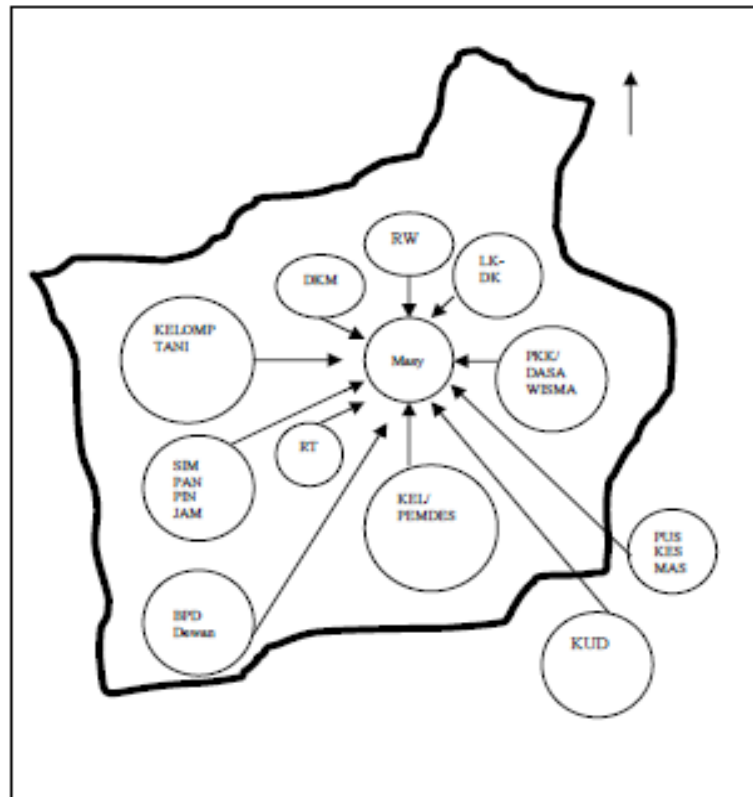 RW
LK-
DK
DKM
KELOMP
TANI
Masy
PKK/
DASA
WISMA
RT
SIM
PAN
PIN
JAM
KEL/
PEMDES
PUS
KES
MAS
BPD
Dewan
KUD